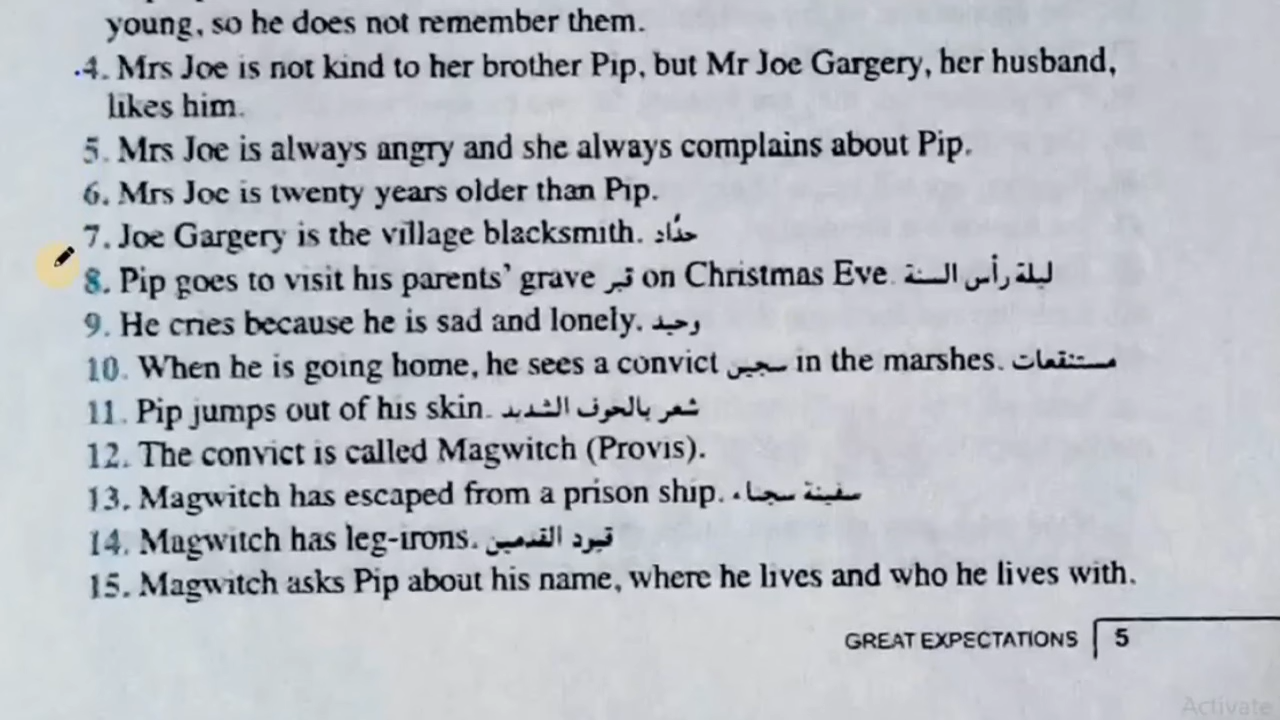 young, so he does not remember them.
4. Mrs Joe is not kind to her brother Pip, but Mr Joe Gargery, her husband,
likes him.
5. Mrs Joe is always angry and she always complains about Pip.
6. Mrs Joe is twenty years older than Pip.
7. Joe Gargery is the village blacksmith. حدَّاد
8. Pip goes to visit his parents’ grave قبر on Christmas Eve. ليلة رأس السنة
9. He cries because he is sad and lonely. وحيد
10. When he is going home, he sees a convict سجين in the marshes. مستنقعات
11. Pip jumps out of his skin. شعر بالخوف الشديد
12. The convict is called Magwitch (Provis).
13. Magwitch has escaped from a prison ship. سفينة سجناء
14. Magwitch has leg-irons. قيود القدمين
15. Magwitch asks Pip about his name, where he lives and who he lives with.
GREAT EXPECTATIONS 5
Activate